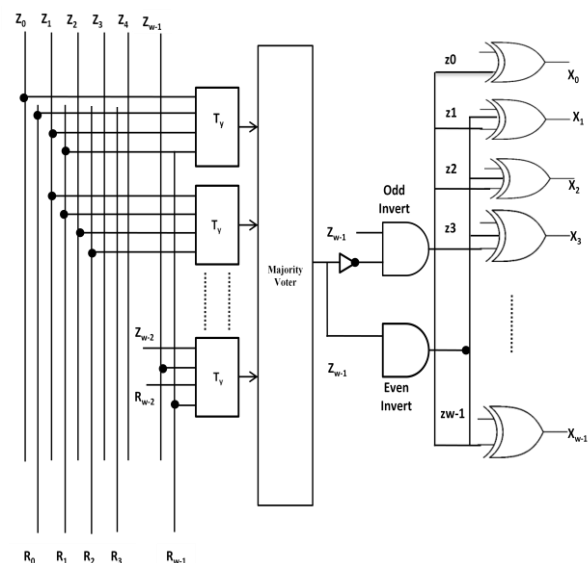 Z0 Z1 Z2 Z3 Z4 Zw-1
Ty
Ty
Zw-2
Ty
Rw-2
R0 R1 R2 R3 Rw-1
Majority
Voter
Odd
Invert
Zw-1
Zw-1
Even
Invert
z0
X0
z1
X1
z2
X2
z3
X3
zw-1
Xw-1